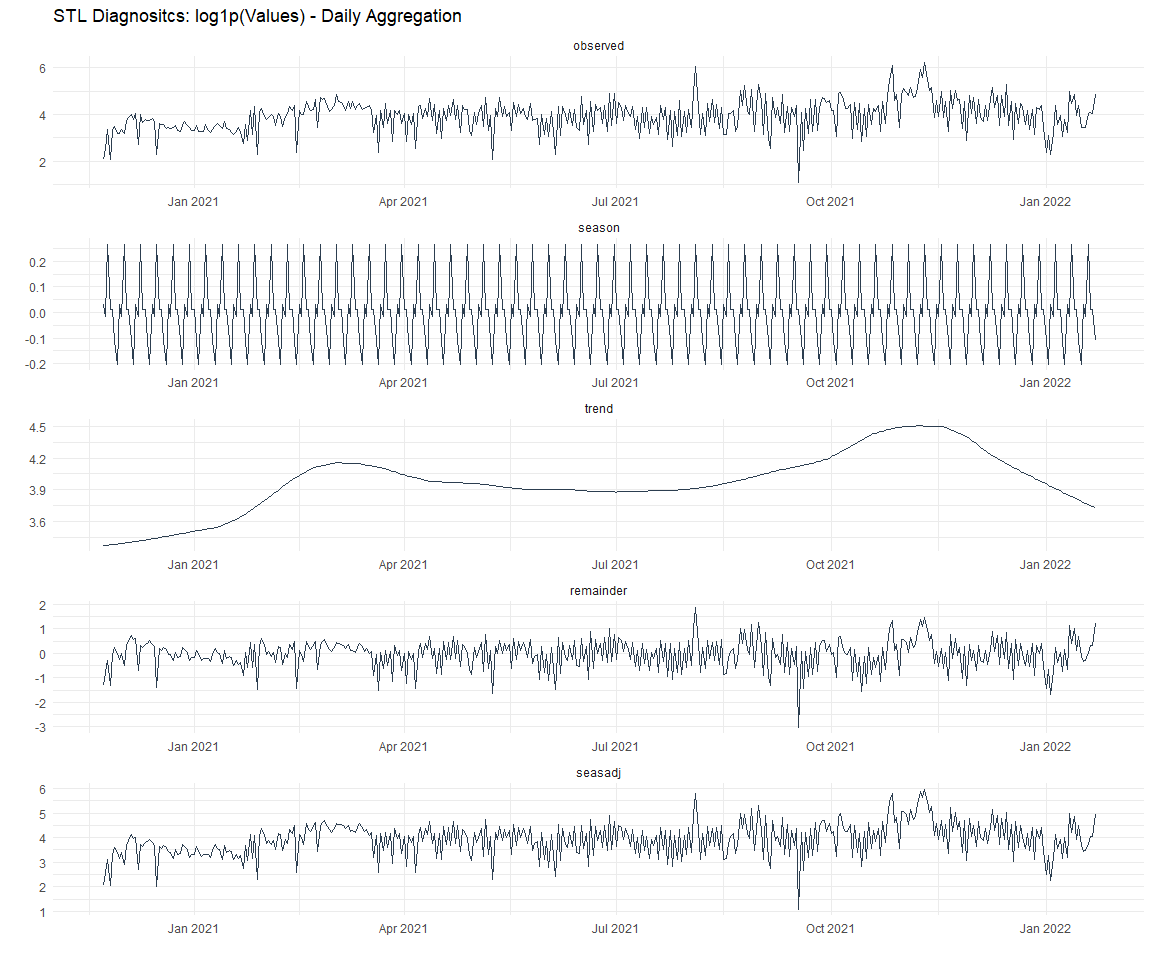 STL Diagnositcs: log1p(Values) - Daily Aggregation
observed
6
4
2
Jan 2021 Apr 2021 Jul 2021 Oct 2021 Jan 2022
season
0.2
0.1
0.0
-0.1
-0.2
Jan 2021 Apr 2021 Jul 2021 Oct 2021 Jan 2022
trend
4.5
4.2
3.9
3.6
Jan 2021 Apr 2021 Jul 2021 Oct 2021 Jan 2022
remainder
2
1
0
-1
-2
-3
Jan 2021 Apr 2021 Jul 2021 Oct 2021 Jan 2022
seasadj
6
5
4
3
2
1
Jan 2021 Apr 2021 Jul 2021 Oct 2021 Jan 2022